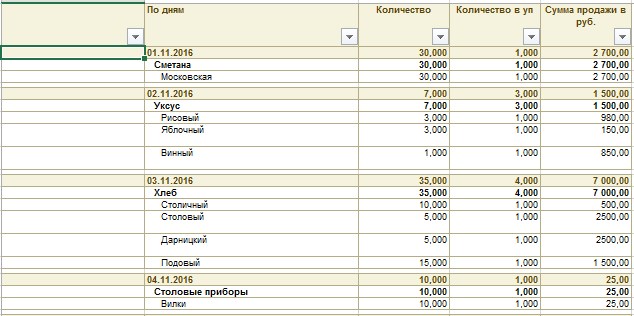 По дням Количество Количество в уп Сумма продажи в
руб.
01.11.2016 30,000 1,000 2 700,00
Сметана 30,000 1,000 2 700,00
Московская 30,000 1,000 2 700,00
02.11.2016 7,000 3,000 1 500,00
Уксус 7,000 3,000 1 500,00
Рисовый 3,000 1,000 980,00
Яблочный 3,000 1,000 150,00
Винный 1,000 1,000 850,00
03.11.2016 35,000 4,000 7 000,00
Хлеб 35,000 4,000 7 000,00
Столичный 10,000 1,000 500,00
Столовый 5,000 1,000 2500,00
Дарницкий 5,000 1,000 2500,00
Подовый 15,000 1,000 1 500,00
04.11.2016 10,000 1,000 25,00
Столовые приборы 10,000 1,000 25,00
Вилки 10,000 1,000 25,00